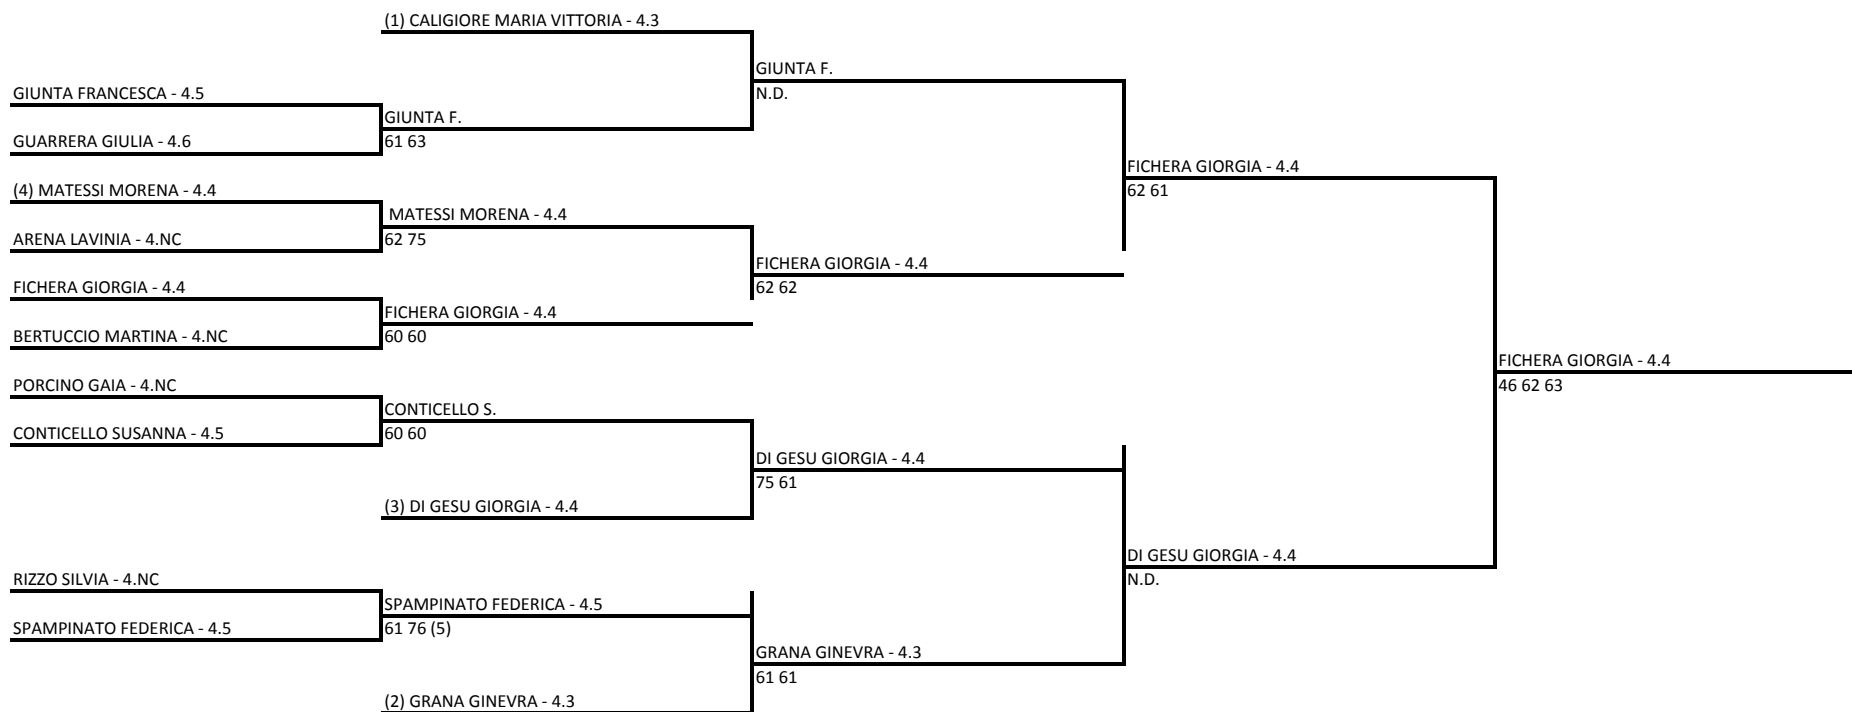 (1) CALIGIORE MARIA VITTORIA - 4.3
GIUNTA F.
GIUNTA FRANCESCA - 4.5
N.D.
GIUNTA F.
GUARRERA GIULIA - 4.6
61 63
FICHERA GIORGIA - 4.4
(4) MATESSI MORENA - 4.4
62 61
MATESSI MORENA - 4.4
ARENA LAVINIA - 4.NC
62 75
FICHERA GIORGIA - 4.4
FICHERA GIORGIA - 4.4
62 62
FICHERA GIORGIA - 4.4
BERTUCCIO MARTINA - 4.NC
60 60
FICHERA GIORGIA - 4.4
PORCINO GAIA - 4.NC
46 62 63
CONTICELLO S.
CONTICELLO SUSANNA - 4.5
60 60
DI GESU GIORGIA - 4.4
75 61
(3) DI GESU GIORGIA - 4.4
DI GESU GIORGIA - 4.4
RIZZO SILVIA - 4.NC
N.D.
SPAMPINATO FEDERICA - 4.5
SPAMPINATO FEDERICA - 4.5
61 76 (5)
GRANA GINEVRA - 4.3
61 61
(2) GRANA GINEVRA - 4.3